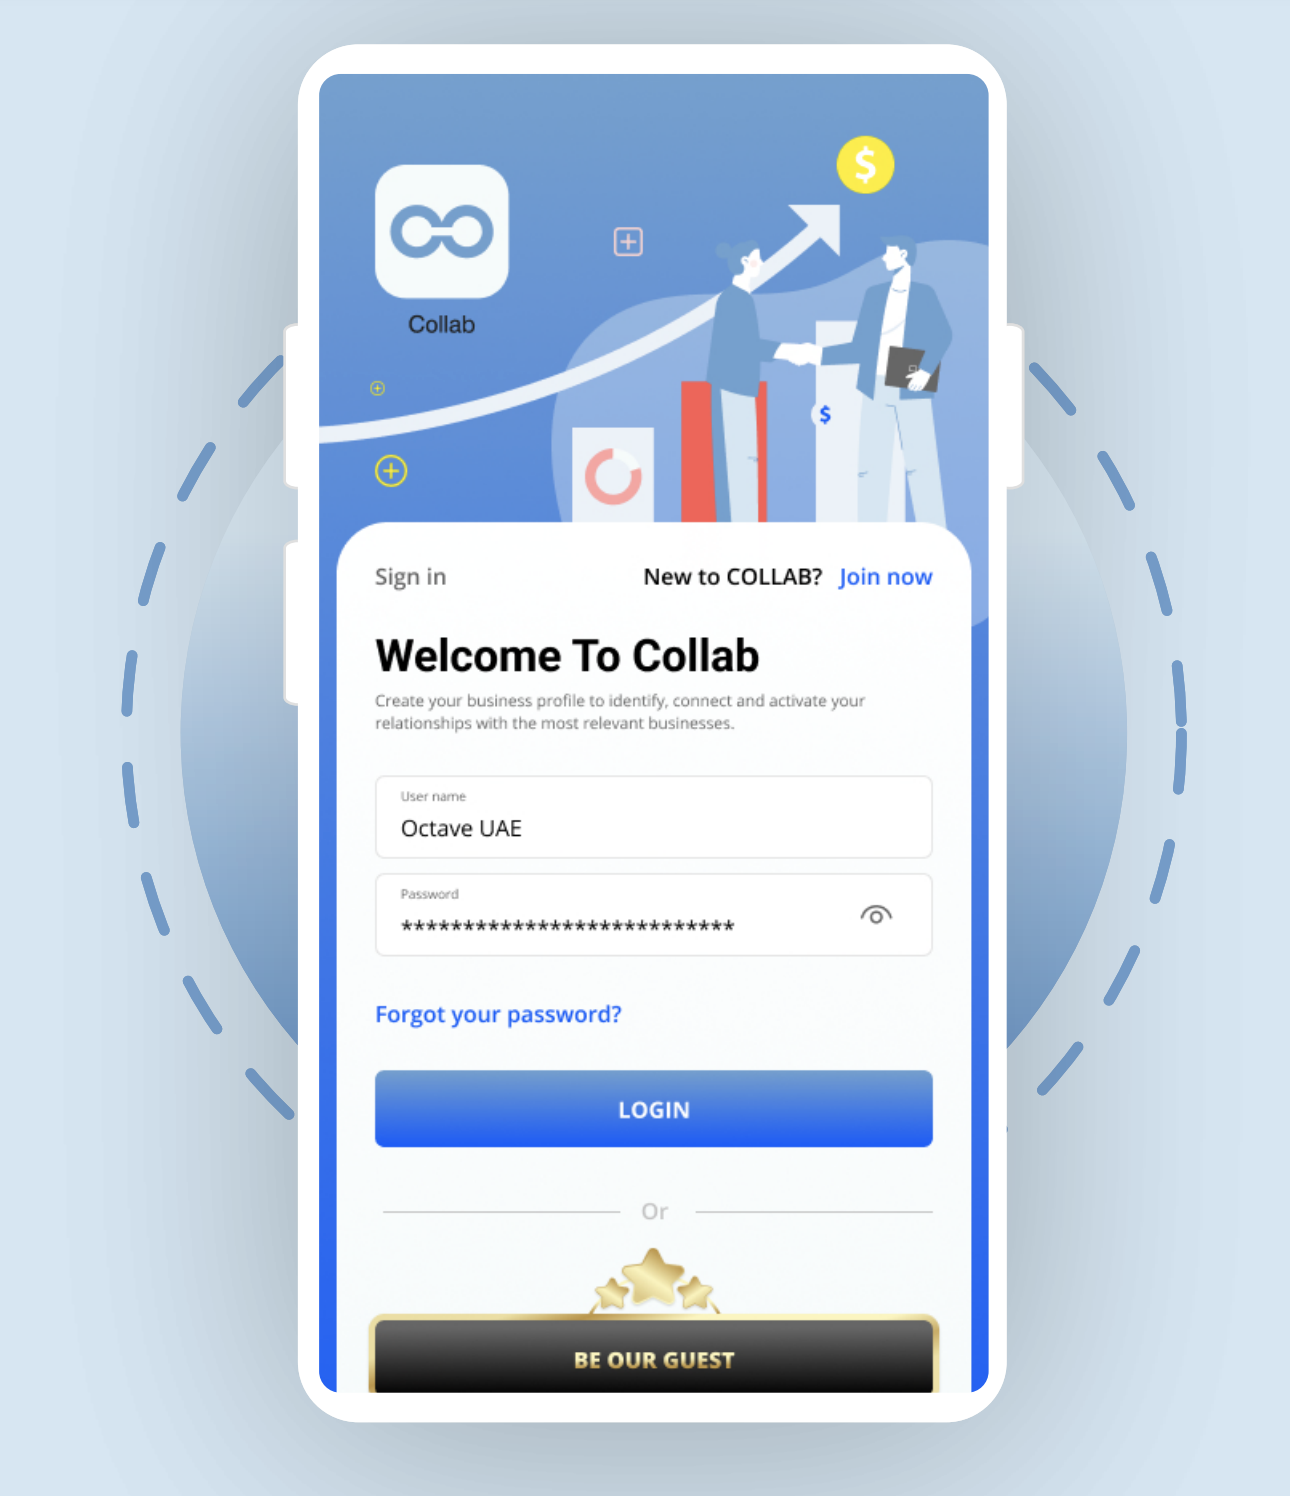 $
Collab
$
Sign in
New to COLLAB? Join now
Welcome To Collab
Create your business profile to identify, connect and activate your
relationships with the most relevant businesses.
User name
Octave UAE
Password
***************************
Forgot your password?
LOGIN
Or
BE OUR GUEST